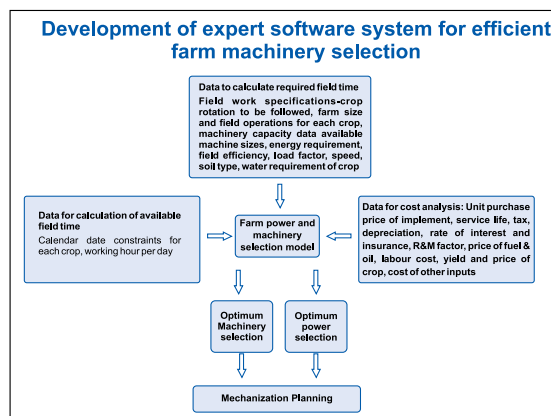 Development of expert software system for efficient
farm machinery selection
Data to calculate required field time
Field work specifications-crop
rotation to be followed, farm size
and field operations for each crop,
machinery capacity data available
machine sizes, energy requirement,
field efficiency, load factor, speed,
soil type, water requirement of crop
Data for calculation of available
field time
Calendar date constraints for
each crop, working hour per day
Farm power and
machinery
selection model
Data for cost analysis: Unit purchase
price of implement, service life, tax,
depreciation, rate of interest and
insurance, R&M factor, price of fuel &
oil, labour cost, yield and price of
crop, cost of other inputs
Optimum
Machinery
selection
Optimum
power
selection
Mechanization Planning